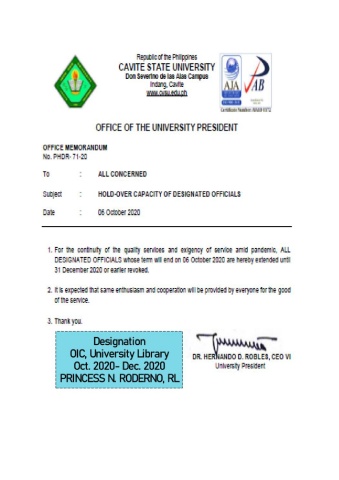 Republic of the Philippines
CAVITE STATE UNIVERSITY
Don Severino de las Alas Campus
Indang, Cavite
www.cvsu.edu.ph
AJA
PAB
OFFICE OF THE UNIVERSITY PRESIDENT
OFFICE MEMORANDUM
No. PHDR- 71-20
To : ALL CONCERNED
Subject : HOLD-OVER CAPACITY OF DESIGNATED OFFICIALS
Date : 06 October 2020
1. For the continuity of the quality services and exigency of service amid pandemic, ALL
DESIGNATED OFFICIALS whose term will end on 06 October 2020 are hereby extended until
31 December 2020 or earlier revoked.
2. It is expected that same enthusiasm and cooperation will be provided by everyone for the good
of the service.
3. Thank you.
Designation
OIC, University Library
Oct. 2020- Dec. 2020
PRINCESS N. RODERNO, RL
DR. HERNANDO D. ROBLES, CEO VI
University President